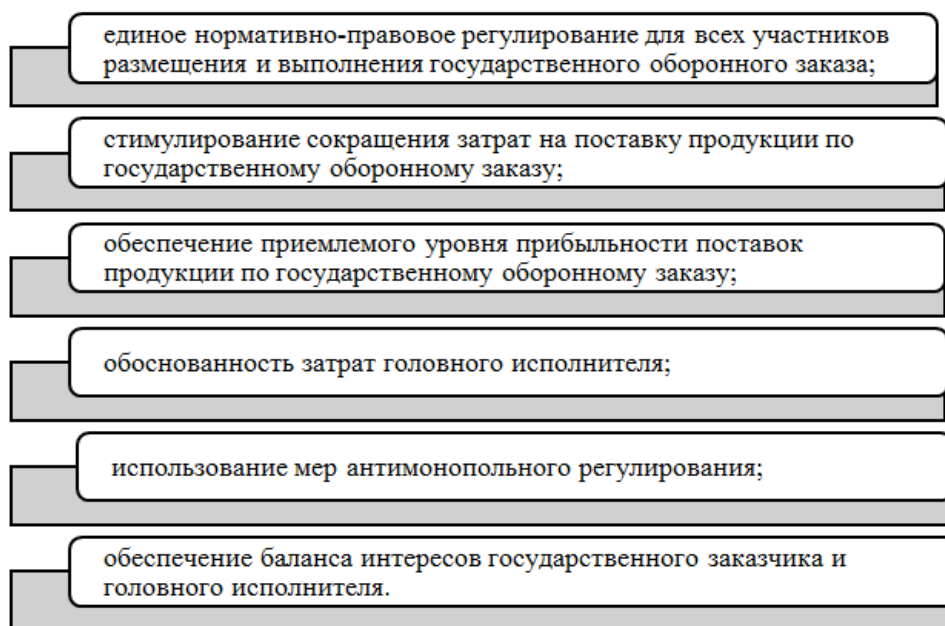 единое нормативно-правовое регулирование для всех участников
размещения и выполнения государственного оборонного заказа;
стимулирование сокращения затрат на поставку продукции по
государственному оборонному заказу;
обеспечение приемлемого уровня прибыльности поставок
продукции по государственному оборонному заказу;
обоснованность затрат головного исполнителя;
использование мер антимонопольного регулирования;
обеспечение баланса интересов государственного заказчика и
головного исполнителя.